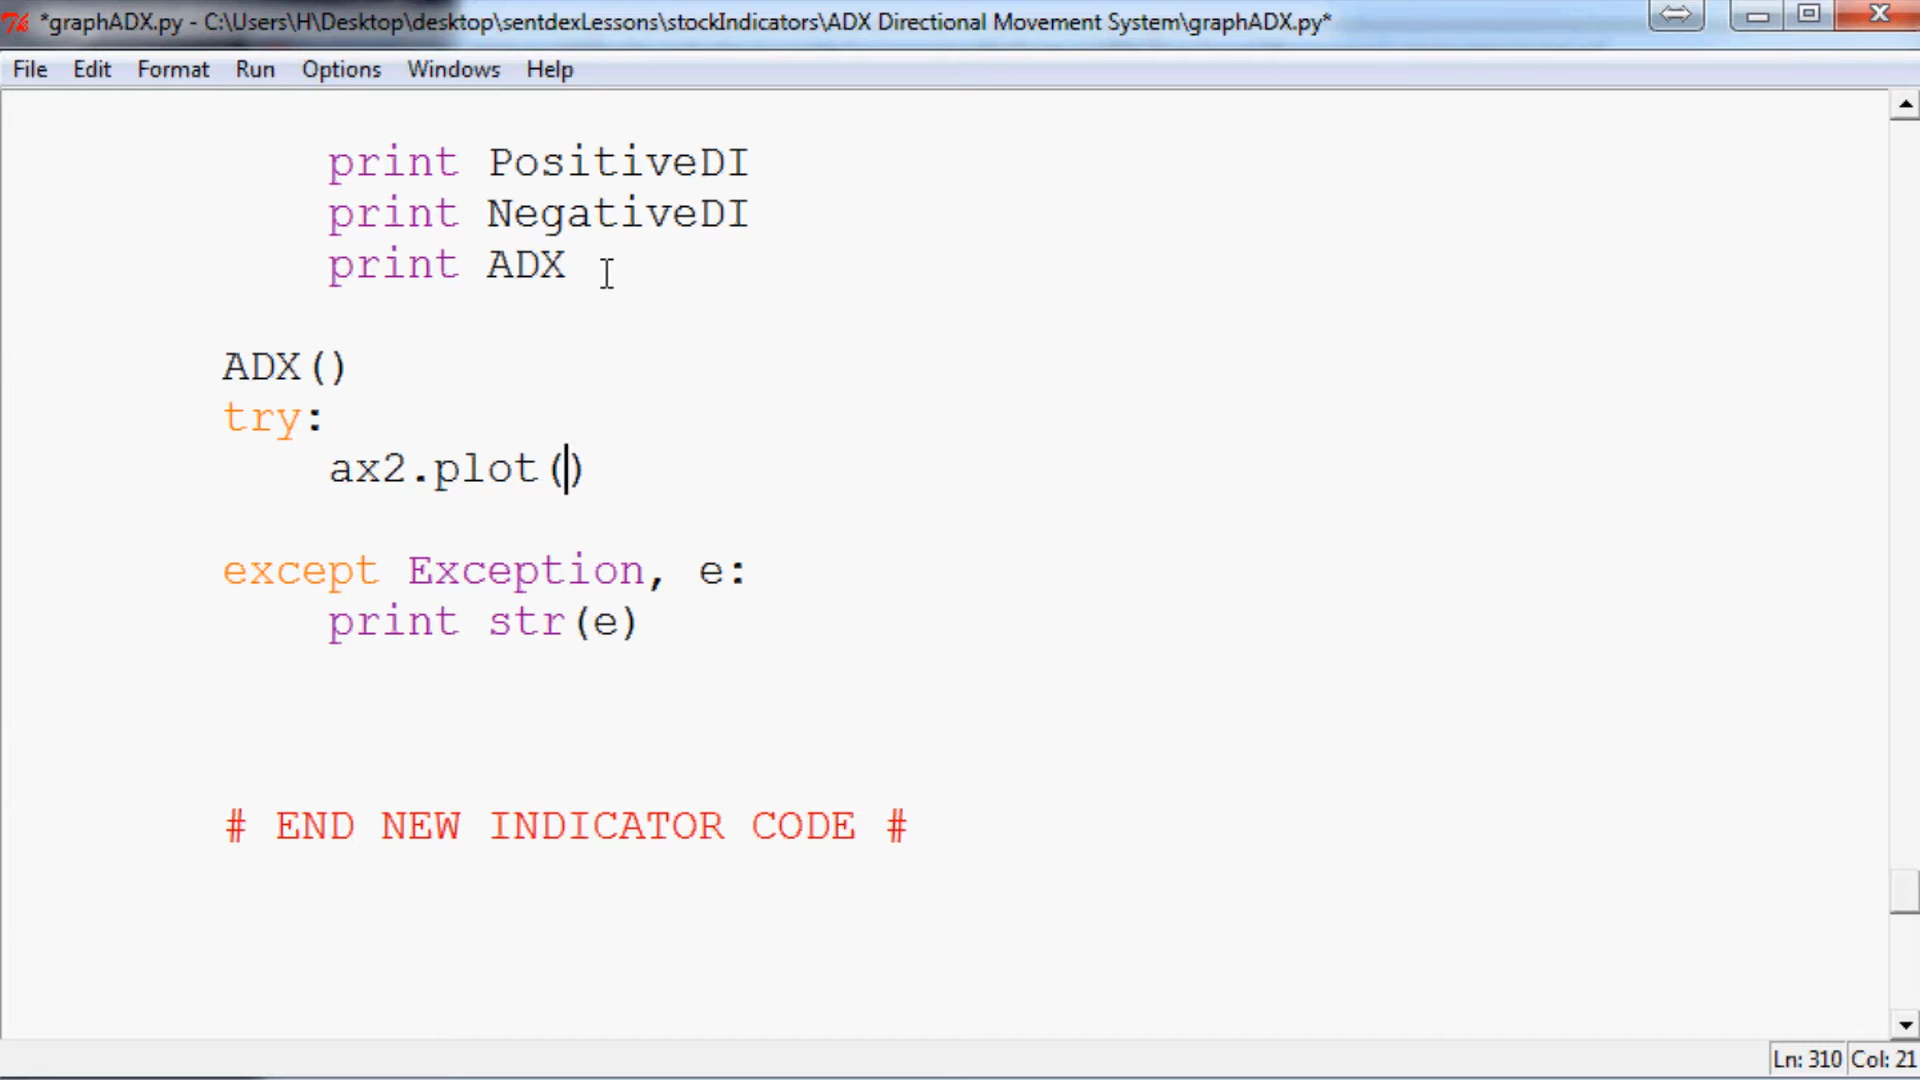 *graphADX.py - C:\Users\H\Desktop\desktop\sentdexLessons\stockIndicators\ADX Directional Movement System\graphADX.py*
File Edit Format Run Options Windows Help
print PositiveDI
print NegativeDI
print ADX
ADX()
try:
ax2.plot()
except Exception, e:
print str(e)
# END NEW INDICATOR CODE #
Ln: 310 Col: 21